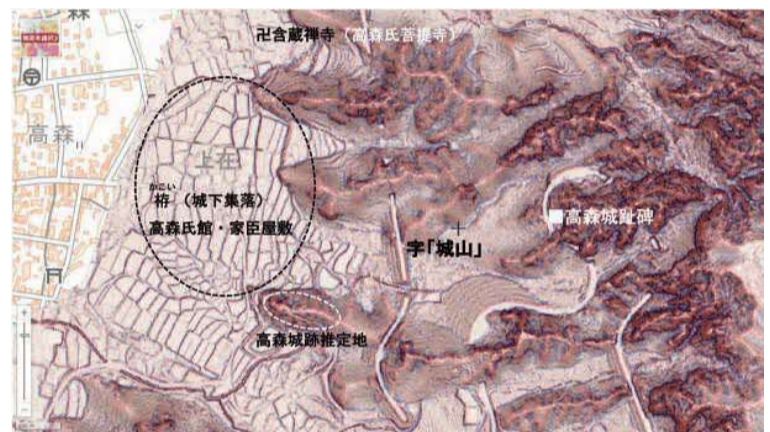 森
卍含蔵禅寺（高森氏菩提寺）
高森
上在
かこい
栫（城下集落）
高森氏館・家臣屋敷
高森城趾碑
字「城山」
高森城跡推定地